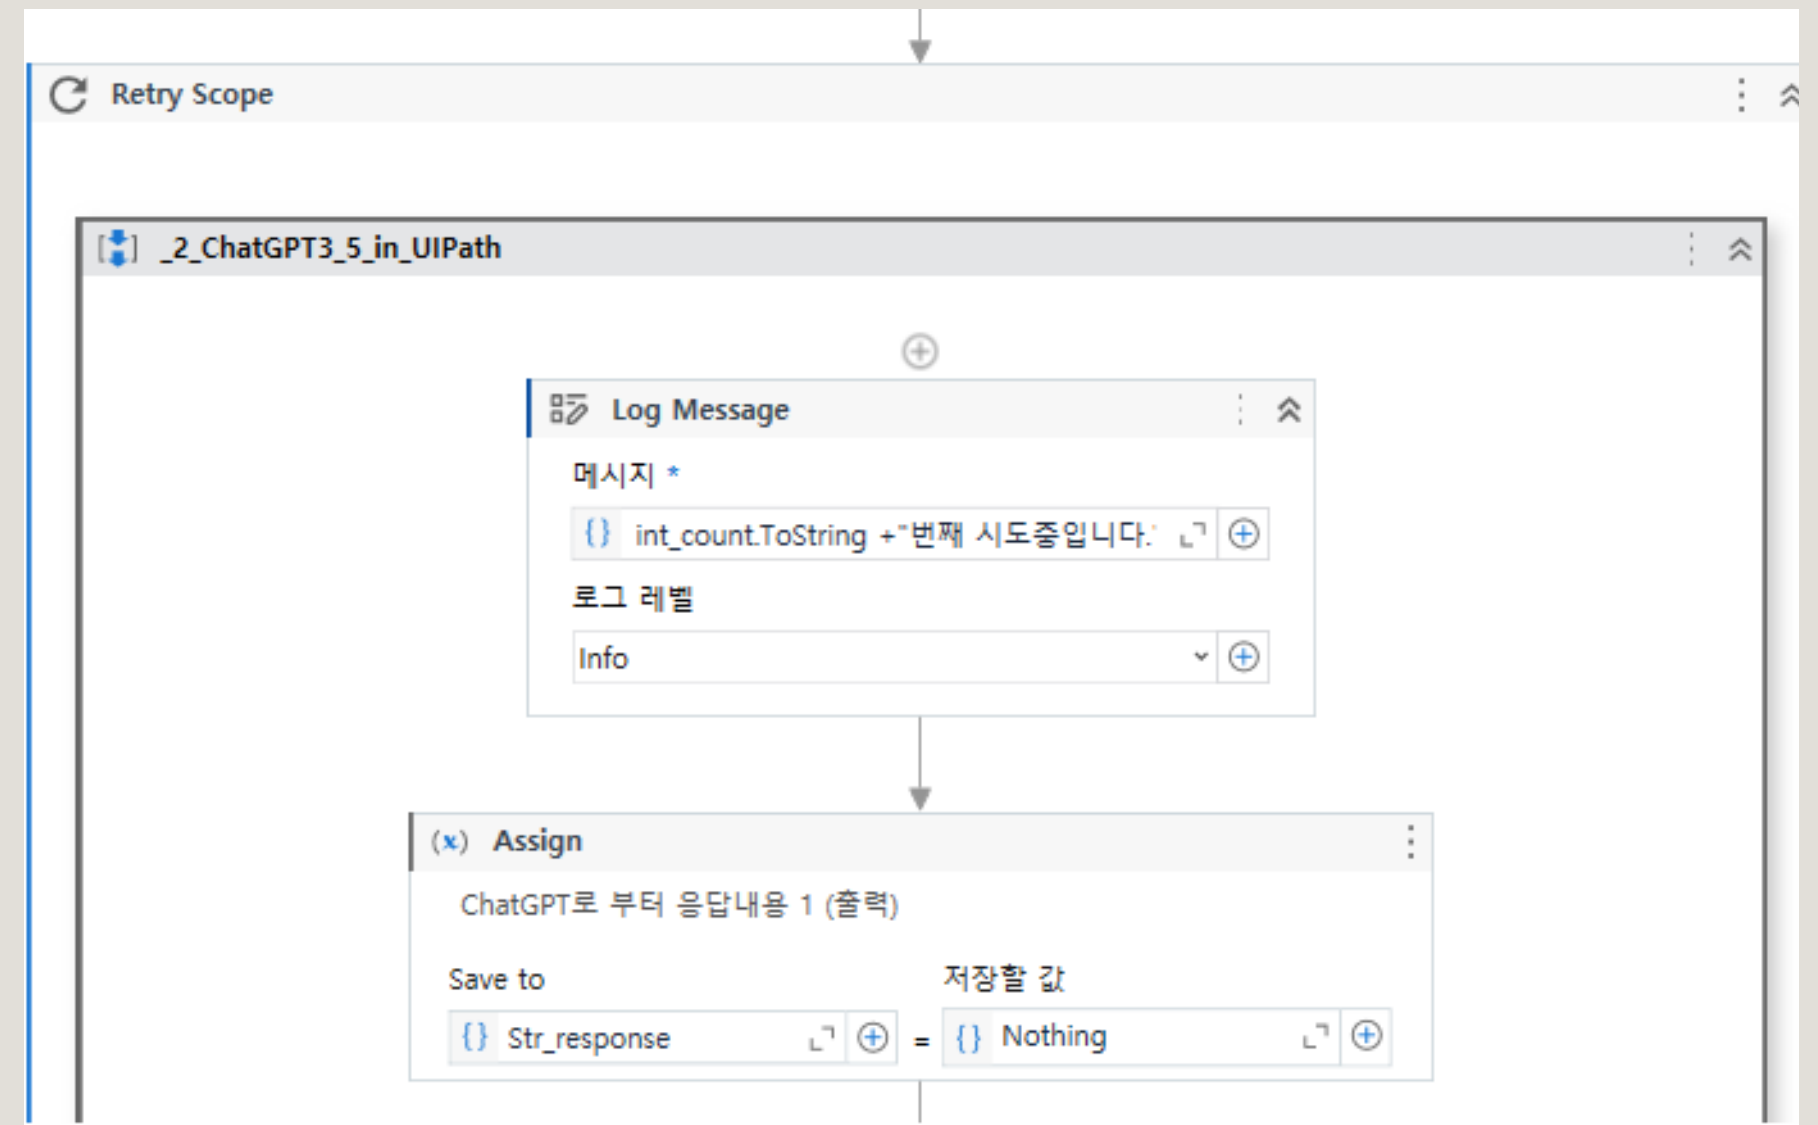 Retry Scope
_2_ChatGPT3_5_in_UIPath
Log Message
메시지 *
{} int_count.ToString +"번째 시도중입니다."
로그 레벨
Info
(x) Assign
ChatGPT로 부터 응답내용 1 (출력)
Save to 저장할 값
{} Str_response = {} Nothing